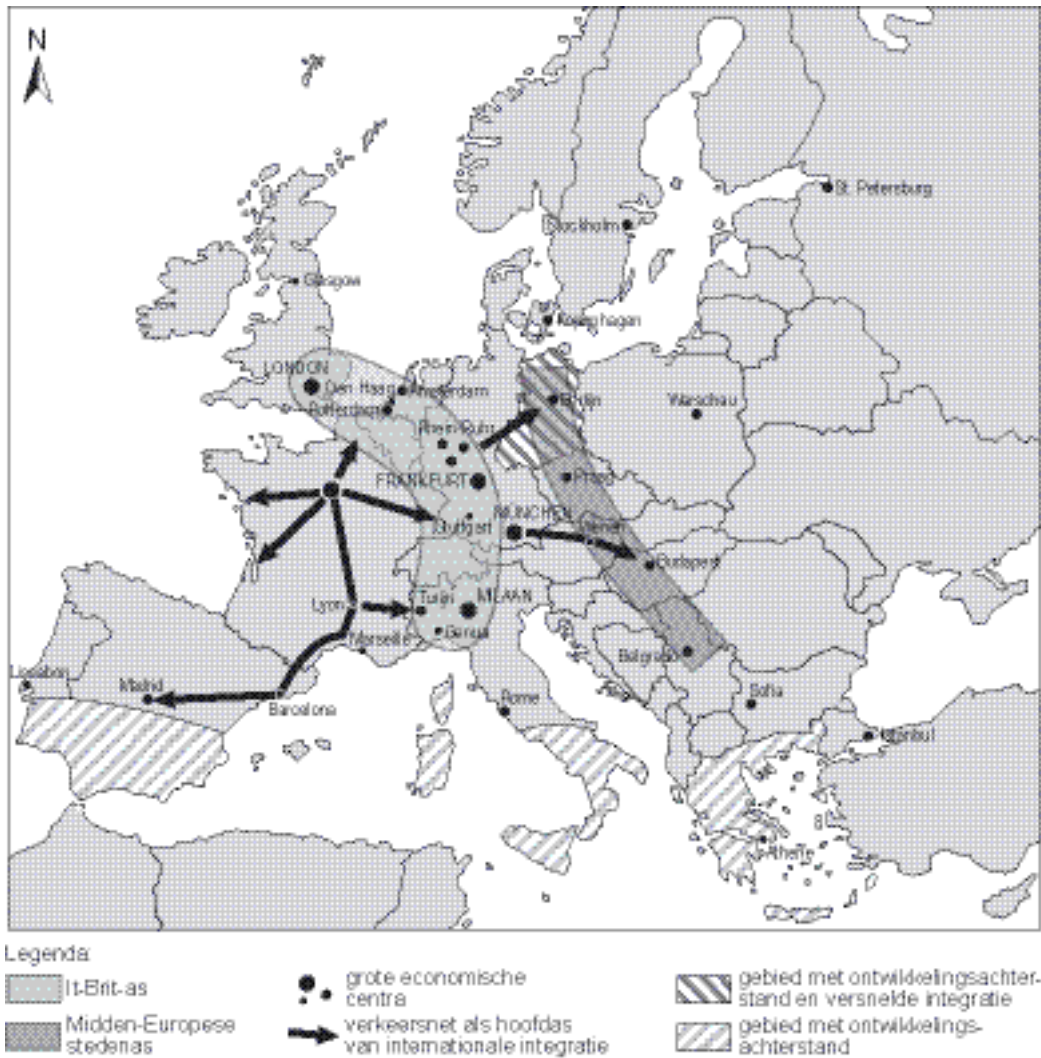 N
St. Petersburg
Stockholm
Glasgow
Kopenhagen
LONDON
Den Haag
Amsterdam
Rotterdam
Berlijn
Warschau
Rhein-Ruhr
FRANKFURT
Praag
MÜNCHEN
Stuttgart
Wenen
Budapest
Lyon
Turijn
MILAAN
Genua
Marseille
Belgrado
Lissabon
Madrid
Barcelona
Rome
Sofia
Istanbul
Athene
Legenda:
It-Brit-as
Midden-Europese
stedenas
grote economische
centra
verkeersnet als hoofdas
van internationale integratie
gebied met ontwikkelingsachter-
stand en versnelde integratie
gebied met ontwikkelings-
achterstand